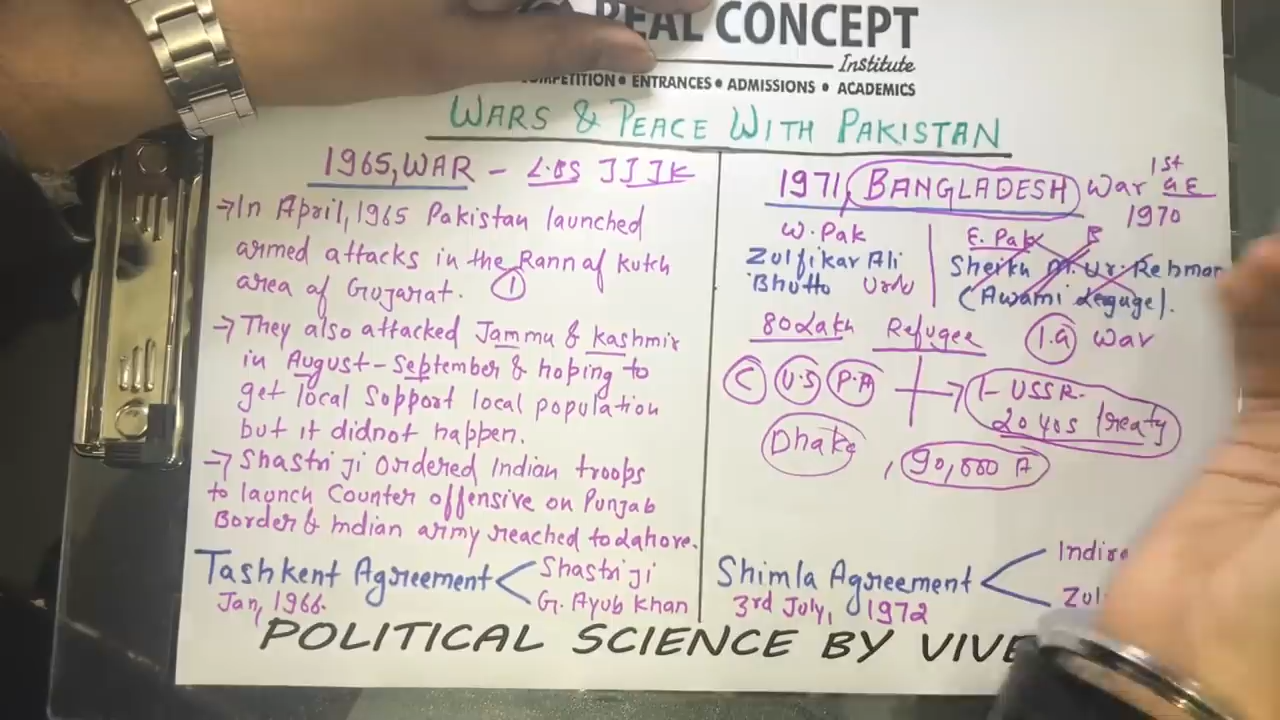 REAL CONCEPT
Institute
COMPETITION • ENTRANCES • ADMISSIONS • ACADEMICS
WARS & PEACE WITH PAKISTAN
1965, WAR - L.BS JJJK
→In April, 1965 Pakistan launched
armed attacks in the Rann of Kutch
area of Gujarat. 1
→ They also attacked Jammu & kashmir
in August-September & hoping to
get local Support local population
but it didnot happen.
→ Shastri ji ordered Indian troops
to launch Counter offensive on Punjab
Border & Indian army reached to Lahore.
Tashkent Agreement
Jan, 1966.
Shastri ji
G. Ayub Khan
1971, BANGLADESH War
1st G E
1970
W. Pak
Zulfikar Ali
Bhutto Urdu
E. Pak B
Sheikh M. Ur. Rehman
(Awami Leguge).
80 Lakh Refugee I.G War
C U.S P.A
I- USSR-
20 yrs Treaty
Dhake, 90,000 A
Shimla Agreement
3rd July, 1972
POLITICAL SCIENCE BY